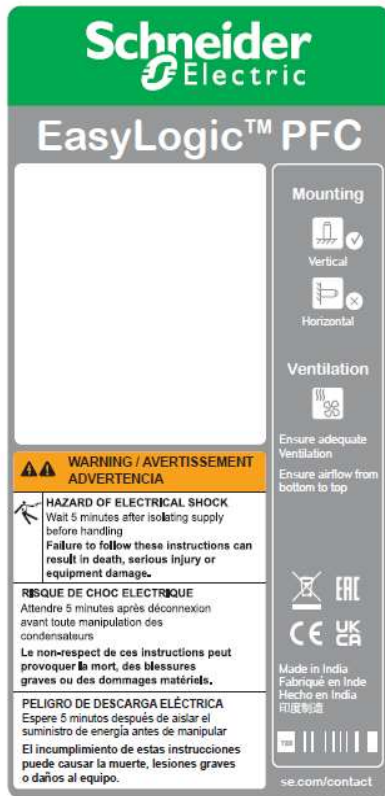 Schneider
Electric
EasyLogic™ PFC
Mounting
Vertical
Horizontal
Ventilation
Ensure adequate
Ventilation
Ensure airflow from
bottom to top
WARNING / AVERTISSEMENT
ADVERTENCIA
HAZARD OF ELECTRICAL SHOCK
Wait 5 minutes after isolating supply
before handling
Failure to follow these instructions can
result in death, serious injury or
equipment damage.
RISQUE DE CHOC ELECTRIQUE
Attendre 5 minutes après déconnexion
avant toute manipulation des
condensateurs
Le non-respect de ces instructions peut
provoquer la mort, des blessures
graves ou des dommages matériels.
PELIGRO DE DESCARGA ELÉCTRICA
Espere 5 minutos después de aislar el
suministro de energía antes de manipular
El incumplimiento de estas instrucciones
puede causar la muerte, lesiones graves
o daños al equipo.
EAC
CE UK
CA
Made in India
Fabriqué en Inde
Hecho en India
印度制造
se.com/contact